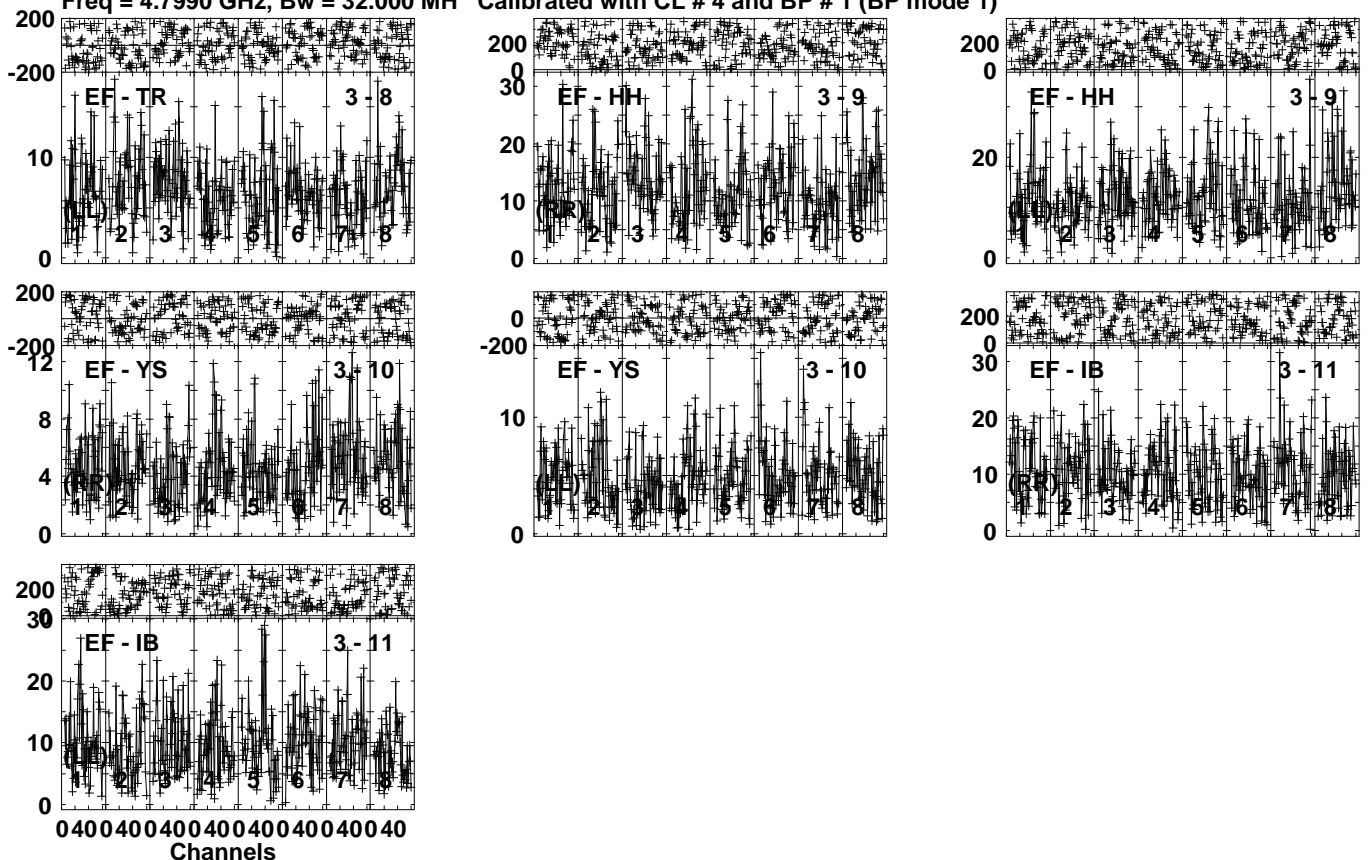 Freq = 4.7990 GHz, Bw = 32.000 MH Calibrated with CL # 4 and BP # 1 (BP mode 1)
200
-200
EF - TR 3 - 8
10
(LL)
1 2 3 4 5 6 7 8
0
200
0
30
EF - HH 3 - 9
20
10
(RR)
1 2 3 4 5 6 7 8
0
200
0
EF - HH 3 - 9
20
(LL)
1 2 3 4 5 6 7 8
0
200
-200
12
EF - YS 3 - 10
8
4
(RR)
1 2 3 4 5 6 7 8
0
200
0
-200
EF - YS 3 - 10
10
(LL)
1 2 3 4 5 6 7 8
0
200
0
30
EF - IB 3 - 11
20
10
(RR)
1 2 3 4 5 6 7 8
0
200
0
30
EF - IB 3 - 11
20
10
(LL)
1 2 3 4 5 6 7 8
0
0 40 0 40 0 40 0 40 0 40 0 40 0 40 0 40
Channels